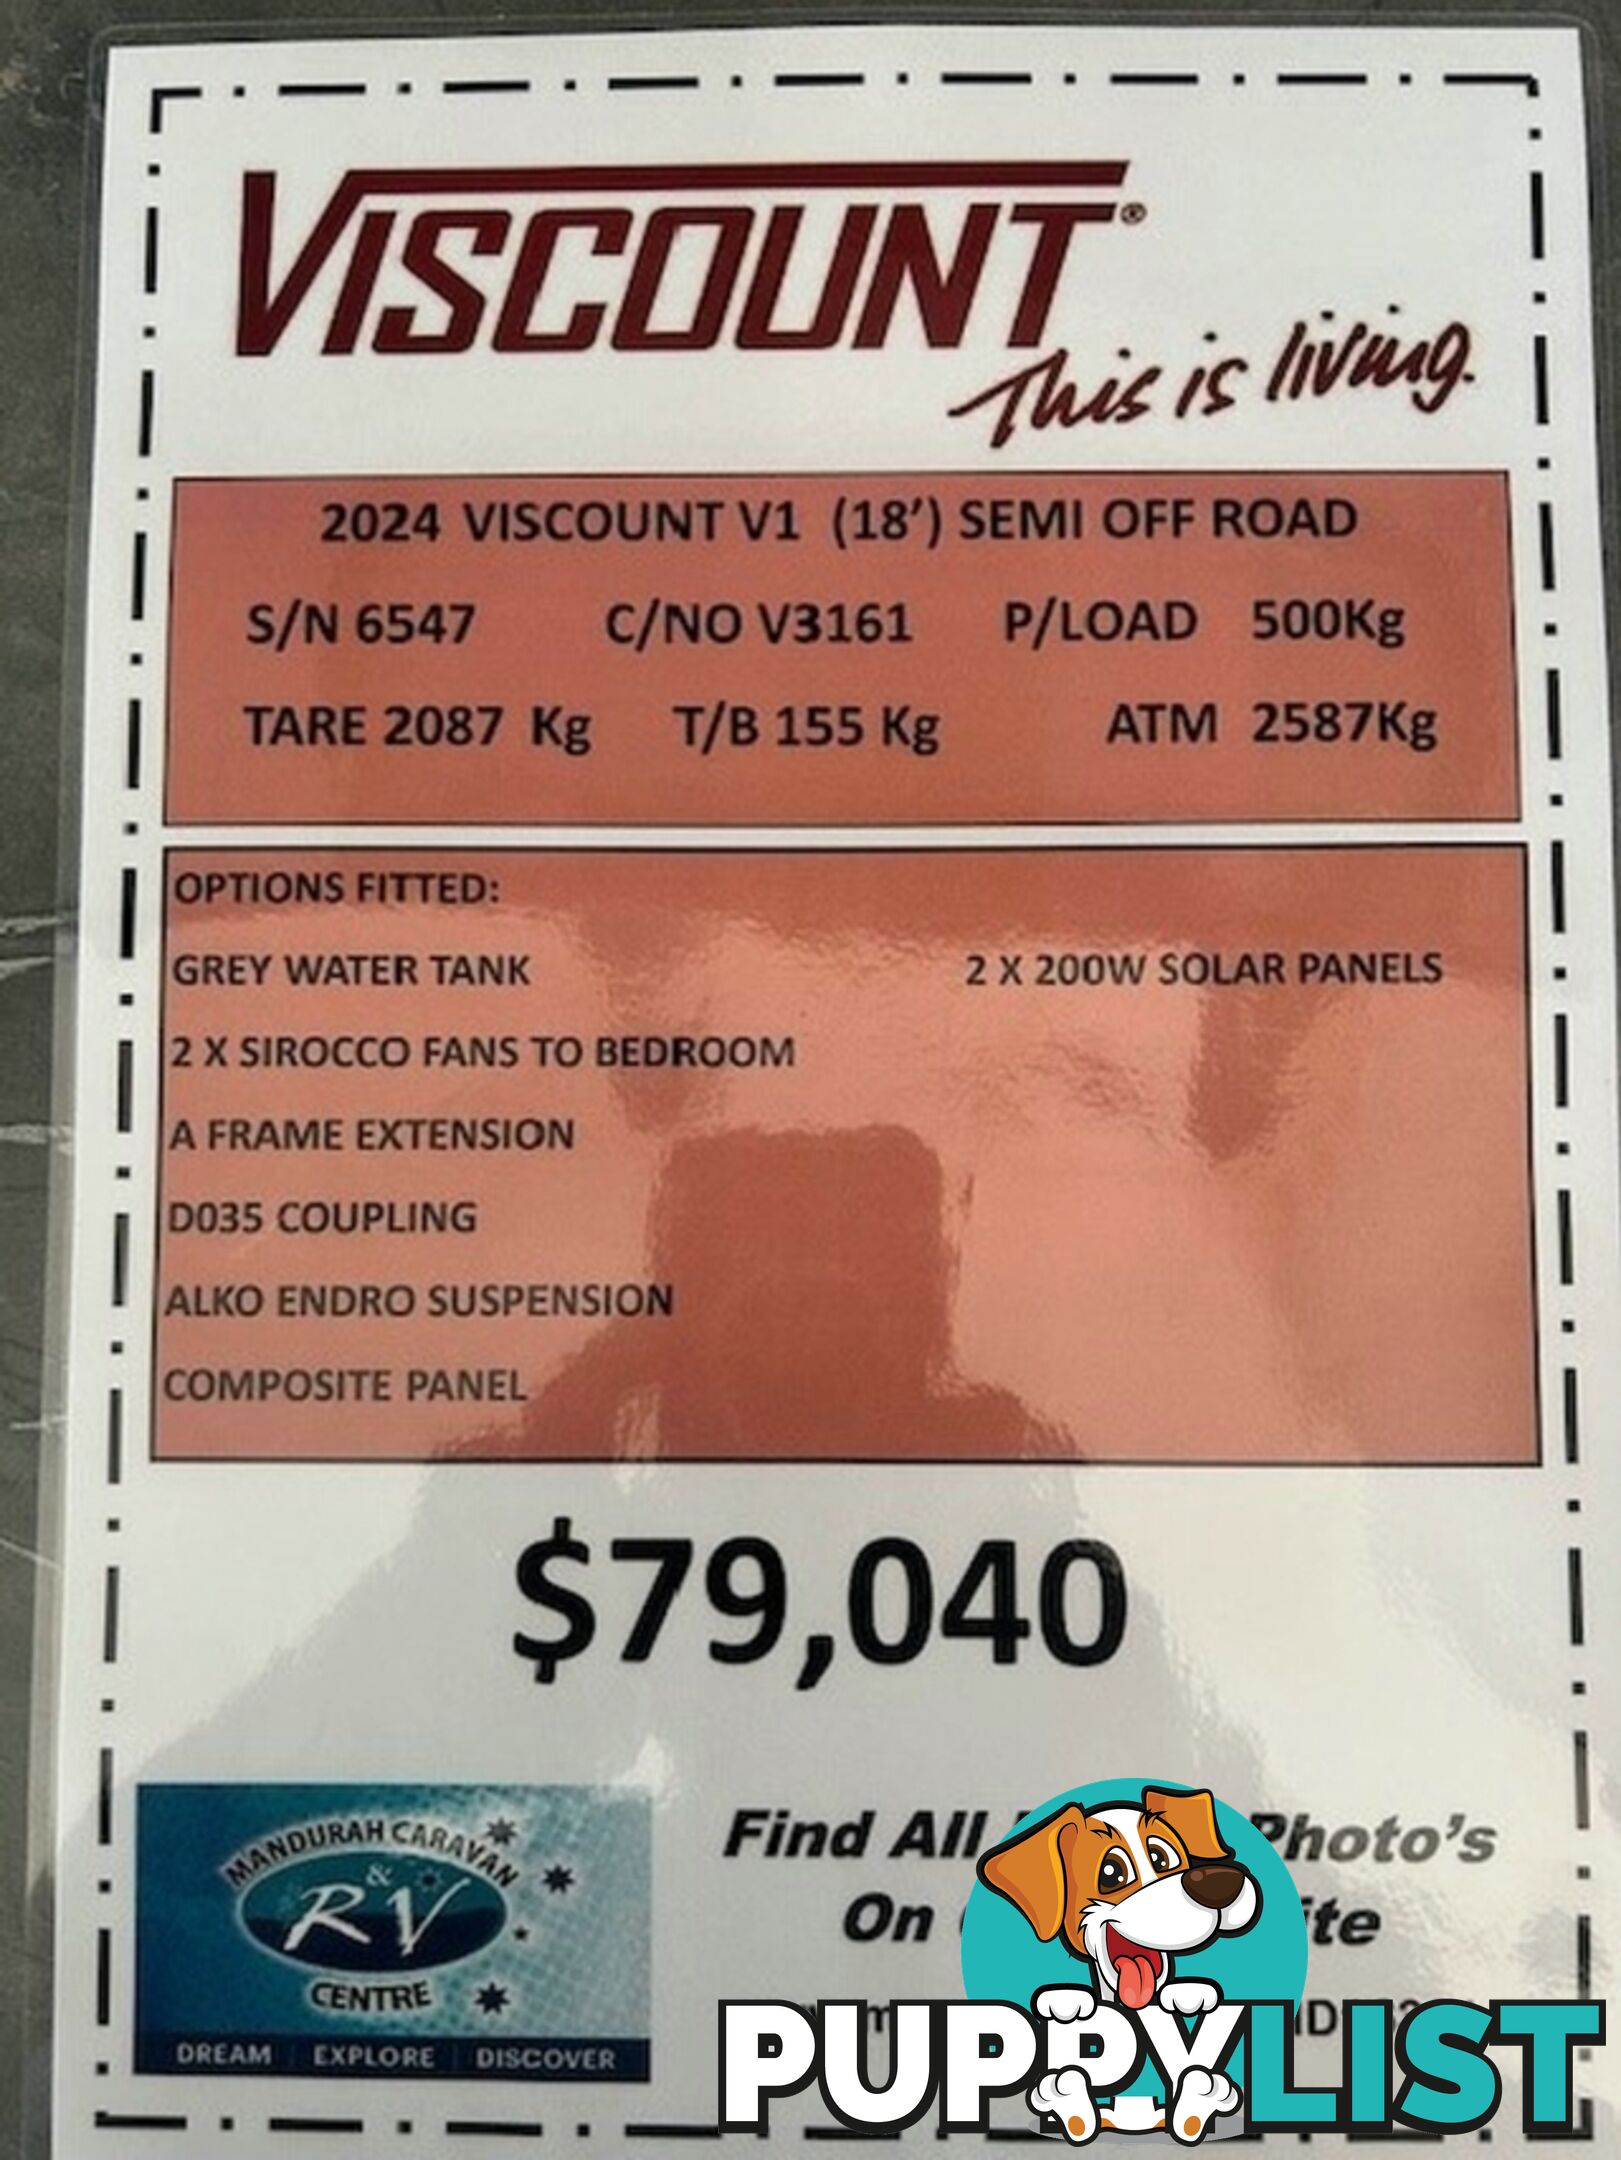 VISCOUNT®
This is living.
2024 VISCOUNT V1 (18') SEMI OFF ROAD
S/N 6547 C/NO V3161 P/LOAD 500Kg
TARE 2087 Kg T/B 155 Kg ATM 2587Kg
OPTIONS FITTED:
GREY WATER TANK 2 X 200W SOLAR PANELS
2 X SIROCCO FANS TO BEDROOM
A FRAME EXTENSION
D035 COUPLING
ALKO ENDRO SUSPENSION
COMPOSITE PANEL
$79,040
MANDURAH CARAVAN
&
RV
CENTRE
DREAM EXPLORE DISCOVER
Find All Photo's
On
PUPPYLIST